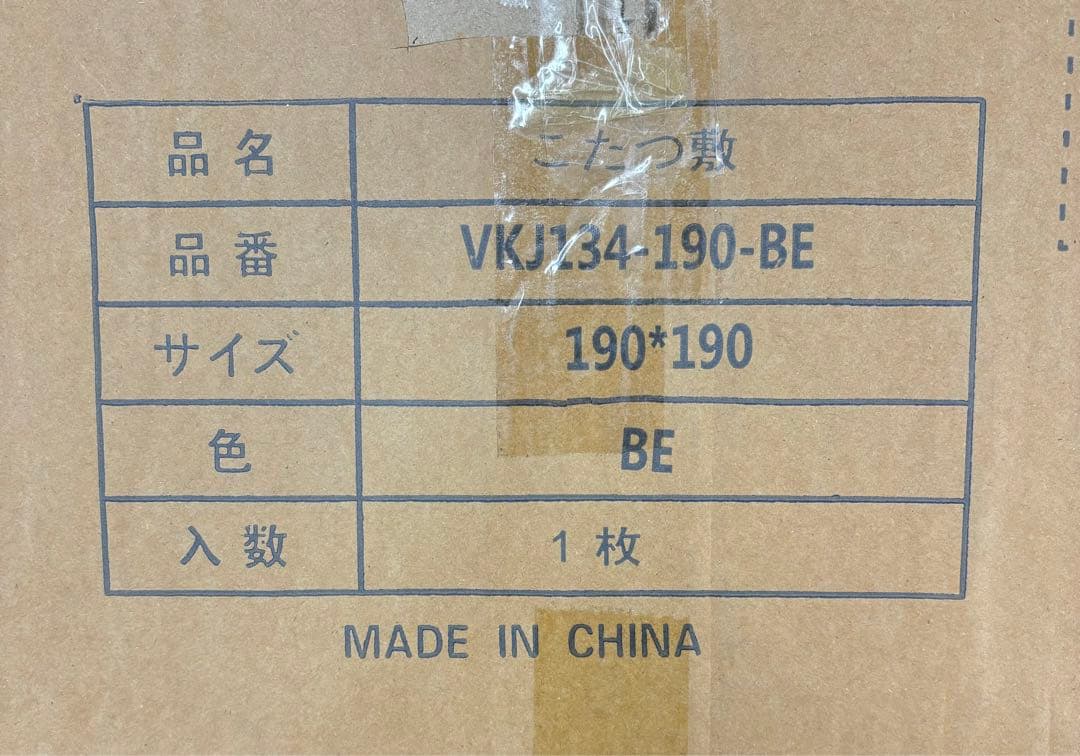 品名 こたつ敷
品番 VKJ134-190-BE
サイズ 190*190
色 BE
入数 1枚
MADE IN CHINA